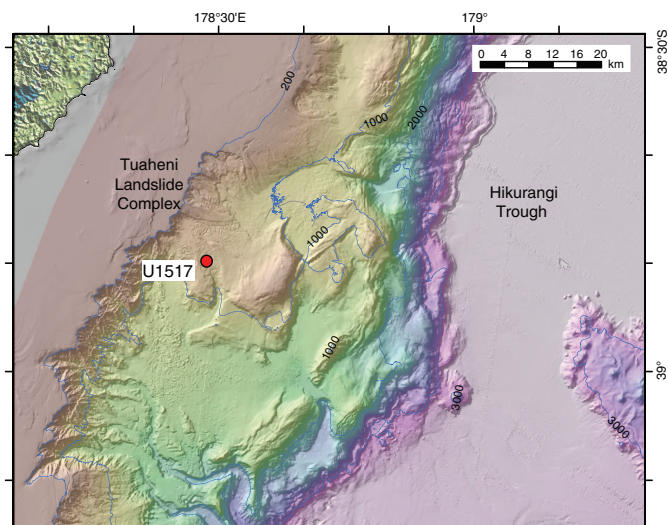 178°30'E
179°
38°30'S
0 4 8 12 16 20
km
200
1000
2000
Tuaheni
Landslide
Complex
Hikurangi
Trough
1000
U1517
1000
39°
3000
3000